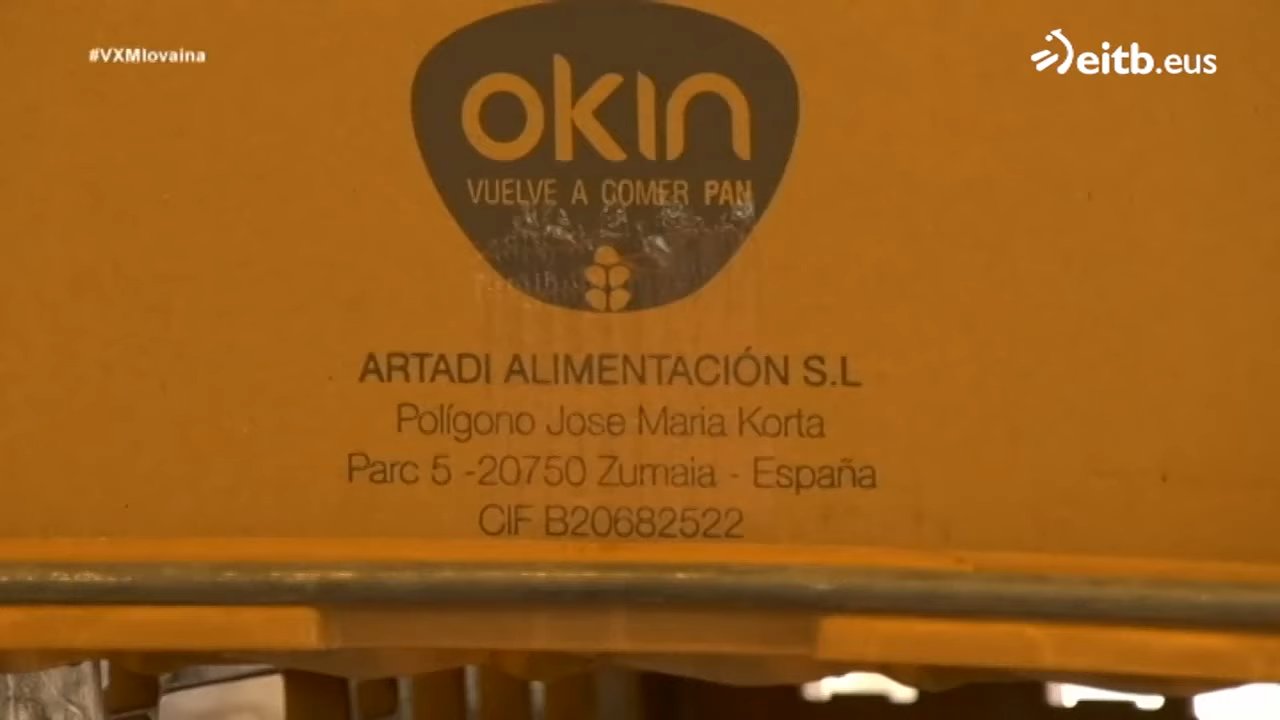 #VXMlovaina
eitb.eus
okin
VUELVE A COMER PAN
ARTADI ALIMENTACIÓN S.L
Polígono Jose Maria Korta
Parc 5 -20750 Zumaia - España
CIF B20682522